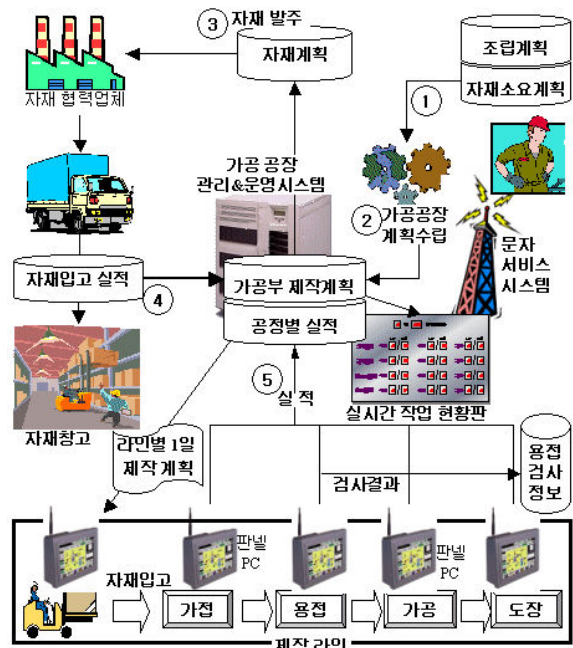 ③ 자재 발주
자재계획
조립계획
자재소요계획
①
자재 협력업체
가공 공장
관리&운영시스템
② 가공공장
계획수립
문자
서비스
시스템
자재입고 실적
④
가공부 제작계획
공정별 실적
⑤
실 적
실시간 작업 현황판
자재창고
라인별 1일
제작 계획
검사결과
용접
검사
정보
판넬
PC
판넬
PC
자재입고
가접
용접
가공
도장
제작 라인